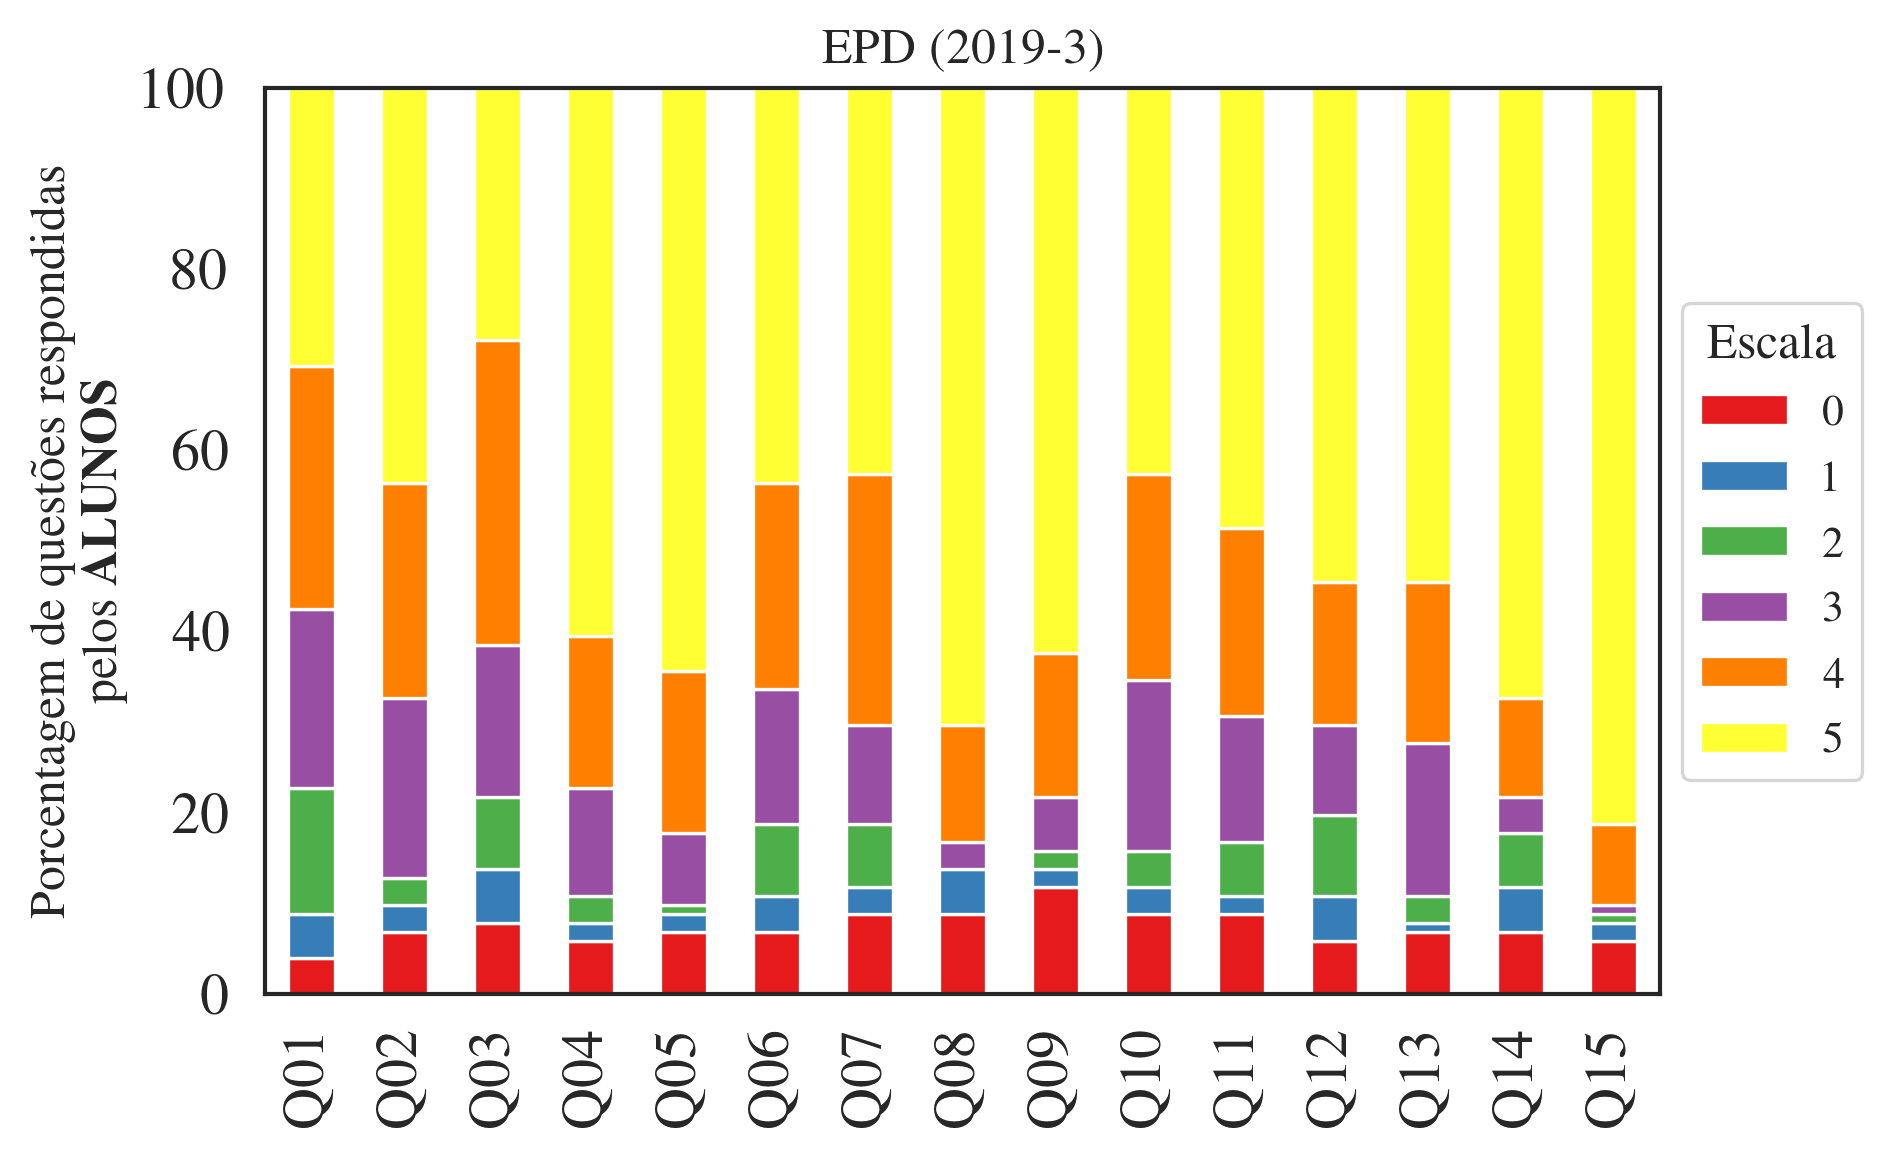 EPD (2019-3)
Porcentagem de questões respondidas
pelos ALUNOS
100
80
60
40
20
0
Q01
Q02
Q03
Q04
Q05
Q06
Q07
Q08
Q09
Q10
Q11
Q12
Q13
Q14
Q15
Escala
0
1
2
3
4
5